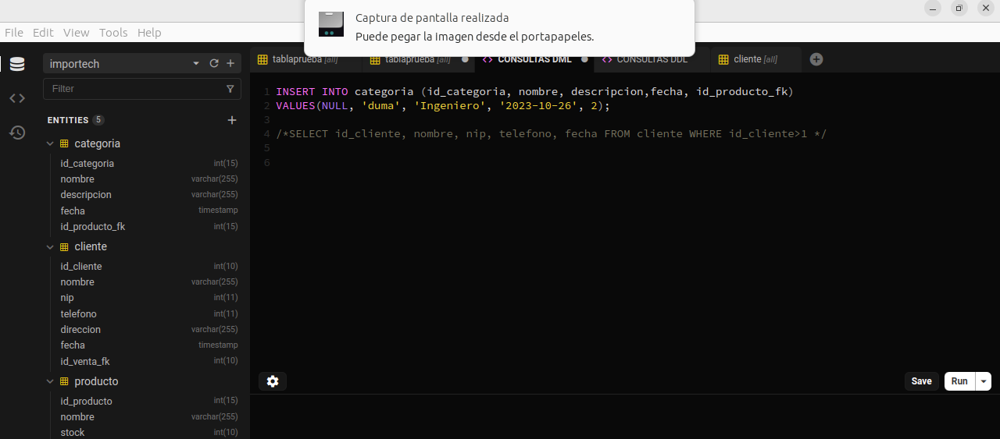 Captura de pantalla realizada
Puede pegar la imagen desde el portapapeles.
File Edit View Tools Help
importech
Filter
ENTITIES 5
categoria
id_categoria int(15)
nombre varchar(255)
descripcion varchar(255)
fecha timestamp
id_producto_fk int(15)
cliente
id_cliente int(10)
nombre varchar(255)
nip int(11)
telefono int(11)
direccion varchar(255)
fecha timestamp
id_venta_fk int(10)
producto
id_producto int(15)
nombre varchar(255)
stock int(10)
tablaprueba [all]
tablaprueba [all]
CONSULTAS DML
CONSULTAS DDL
cliente [all]
1 INSERT INTO categoria (id_categoria, nombre, descripcion,fecha, id_producto_fk)
2 VALUES(NULL, 'duma', 'Ingeniero', '2023-10-26', 2);
3
4 /*SELECT id_cliente, nombre, nip, telefono, fecha FROM cliente WHERE id_cliente>1 */
5
6
Save
Run